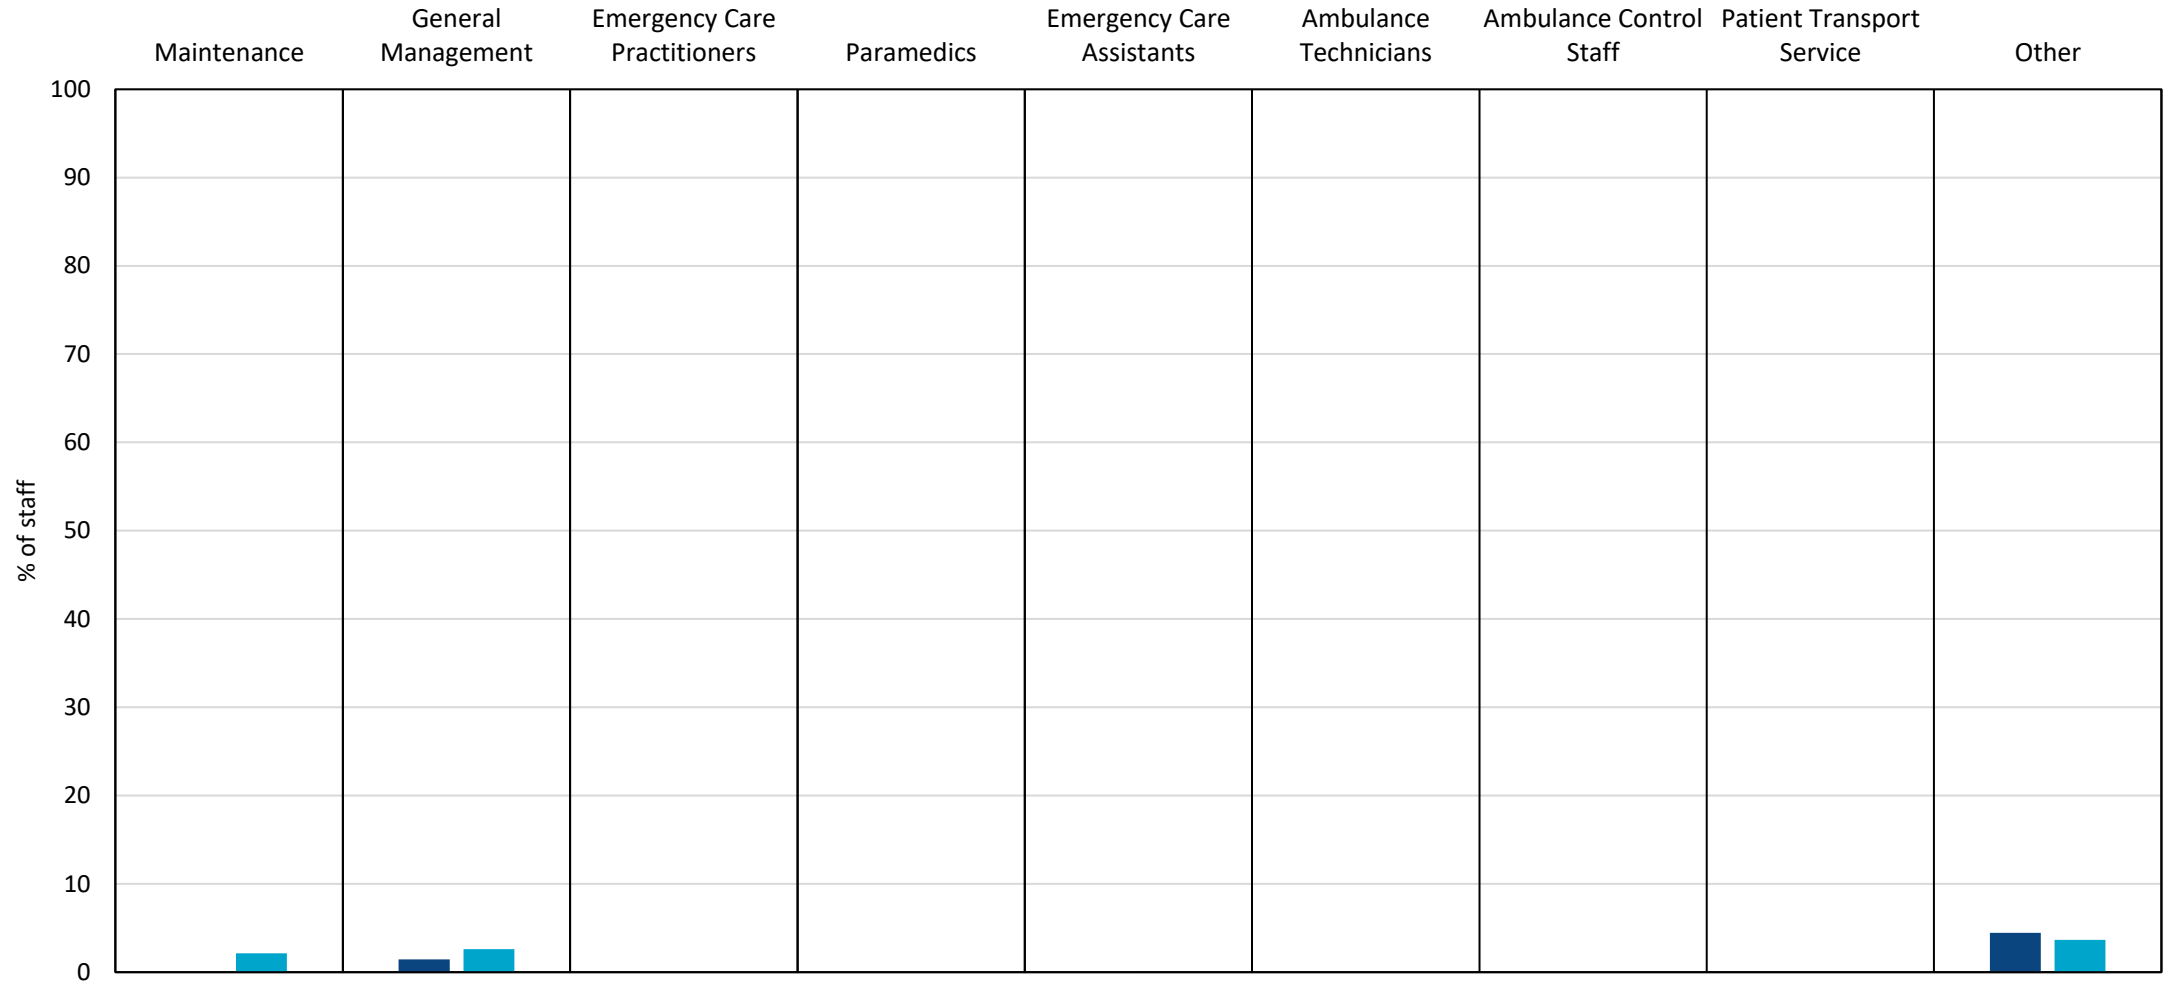 Maintenance
General
Management
Emergency Care
Practitioners
Paramedics
Emergency Care
Assistants
Ambulance
Technicians
Ambulance Control
Staff
Patient Transport
Service
Other
100
90
80
70
60
50
40
30
20
10
0
% of staff